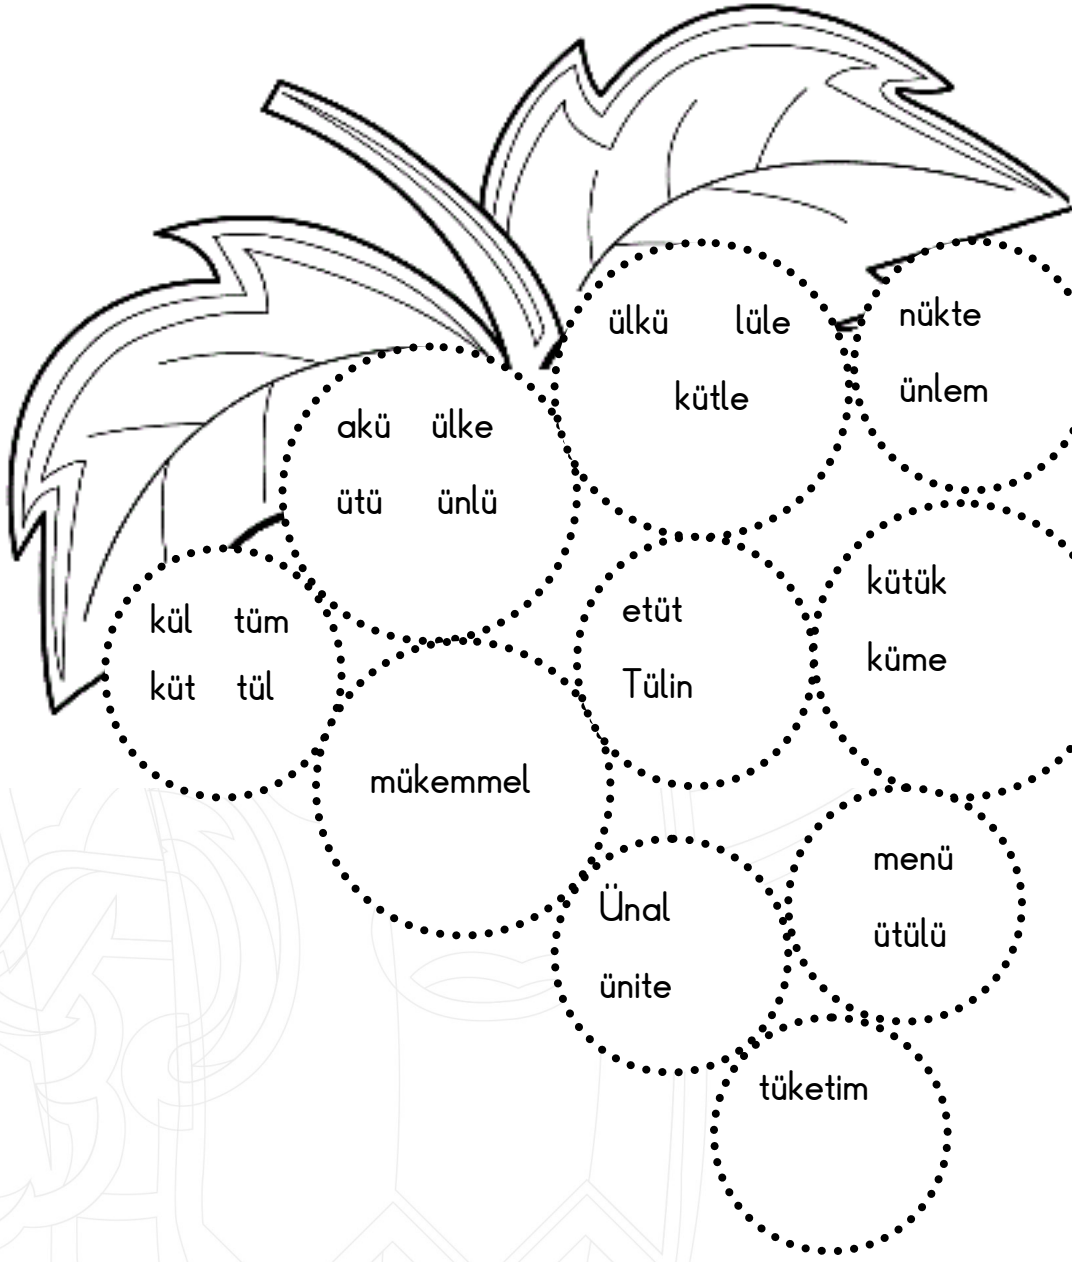 ülkü lüle
kütle
nükte
ünlem
akü ülke
ütü ünlü
kül tüm
küt tül
etüt
Tülin
kütük
küme
mükemmel
Ünal
ünite
menü
ütülü
tüketim